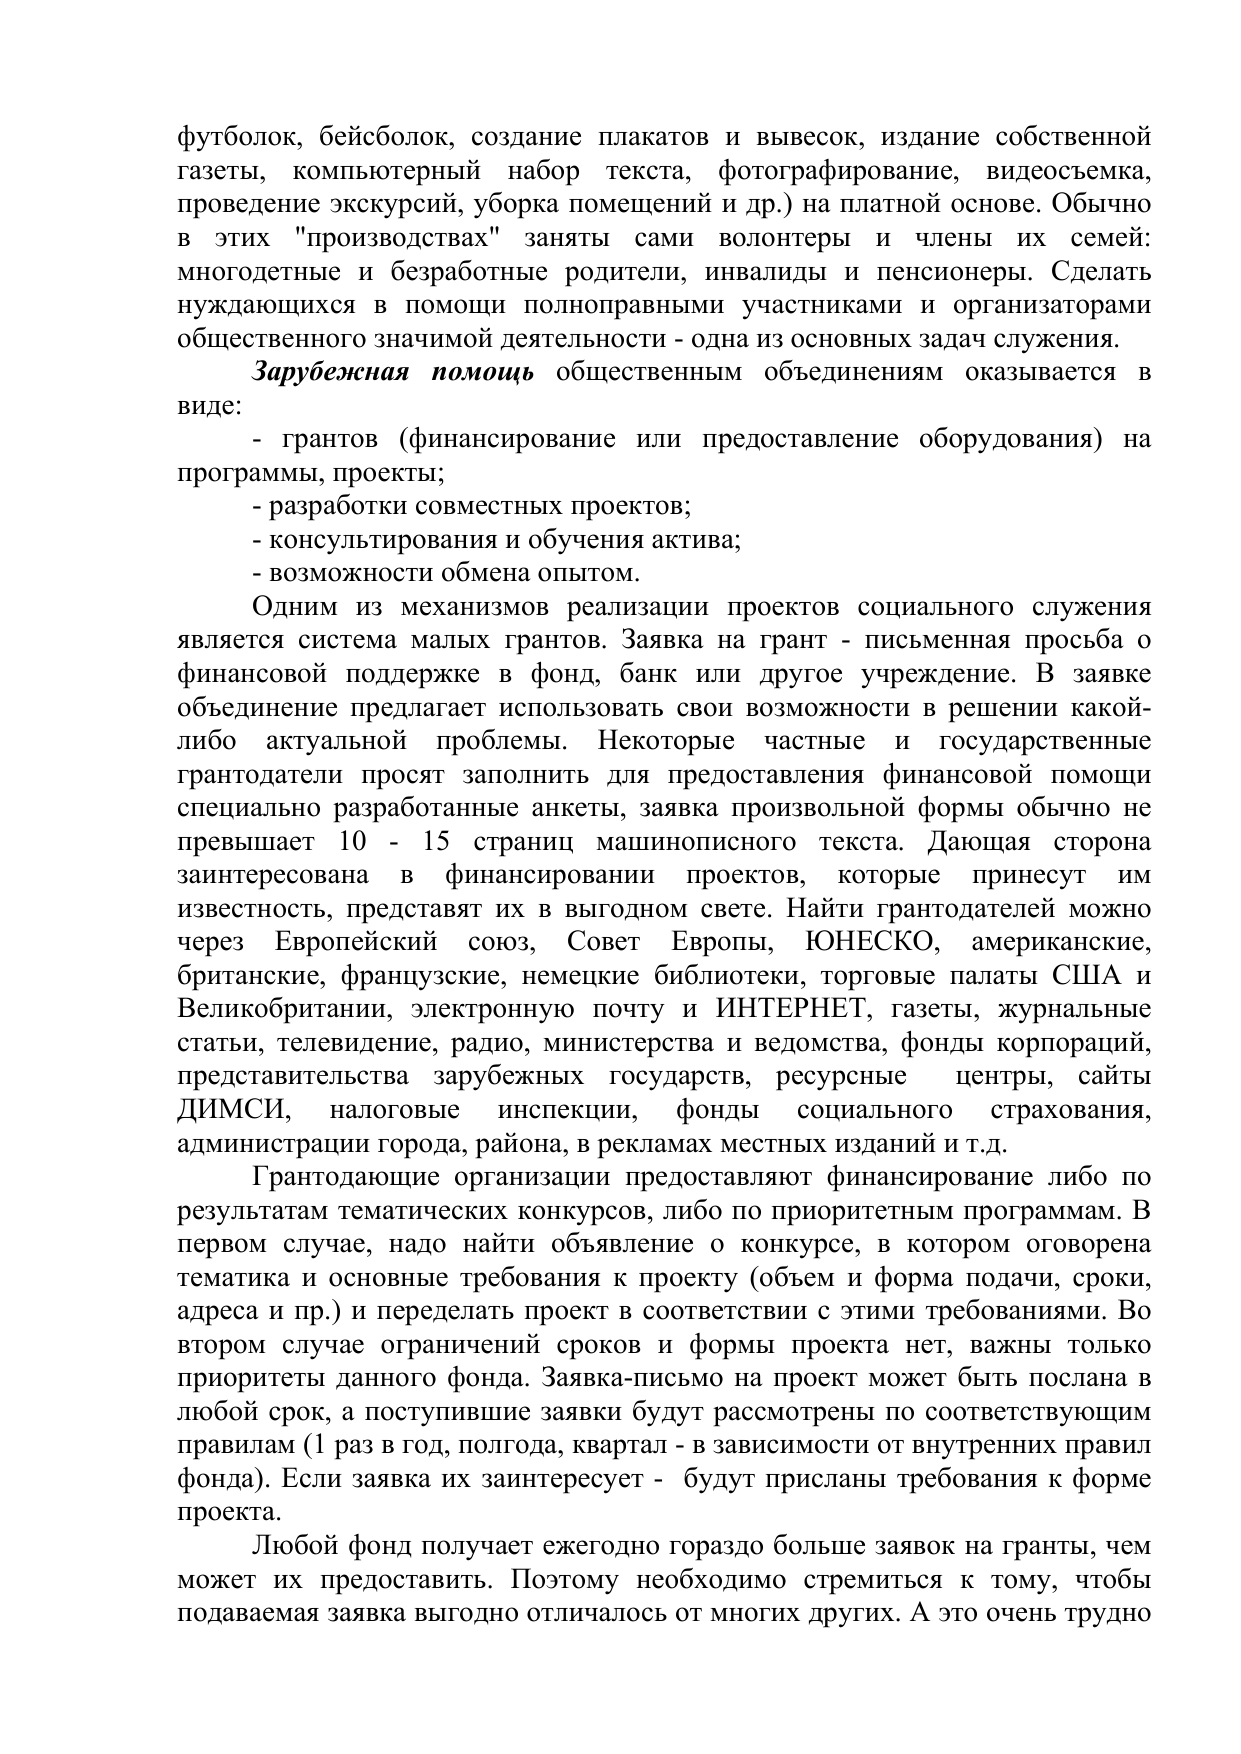 футболок, бейсболок, создание плакатов и вывесок, издание собственной
газеты, компьютерный набор текста, фотографирование, видеосъемка,
проведение экскурсий, уборка помещений и др.) на платной основе. Обычно
в этих "производствах" заняты сами волонтеры и члены их семей:
многодетные и безработные родители, инвалиды и пенсионеры. Сделать
нуждающихся в помощи полноправными участниками и организаторами
общественного значимой деятельности - одна из основных задач служения.
Зарубежная помощь общественным объединениям оказывается в
виде:
- грантов (финансирование или предоставление оборудования) на
программы, проекты;
- разработки совместных проектов;
- консультирования и обучения актива;
- возможности обмена опытом.
Одним из механизмов реализации проектов социального служения
является система малых грантов. Заявка на грант - письменная просьба о
финансовой поддержке в фонд, банк или другое учреждение. В заявке
объединение предлагает использовать свои возможности в решении какой-
либо актуальной проблемы. Некоторые частные и государственные
грантодатели просят заполнить для предоставления финансовой помощи
специально разработанные анкеты, заявка произвольной формы обычно не
превышает 10 - 15 страниц машинописного текста. Дающая сторона
заинтересована в финансировании проектов, которые принесут им
известность, представят их в выгодном свете. Найти грантодателей можно
через Европейский союз, Совет Европы, ЮНЕСКО, американские,
британские, французские, немецкие библиотеки, торговые палаты США и
Великобритании, электронную почту и ИНТЕРНЕТ, газеты, журнальные
статьи, телевидение, радио, министерства и ведомства, фонды корпораций,
представительства зарубежных государств, ресурсные центры, сайты
ДИМСИ, налоговые инспекции, фонды социального страхования,
администрации города, района, в рекламах местных изданий и т.д.
Грантодающие организации предоставляют финансирование либо по
результатам тематических конкурсов, либо по приоритетным программам. В
первом случае, надо найти объявление о конкурсе, в котором оговорена
тематика и основные требования к проекту (объем и форма подачи, сроки,
адреса и пр.) и переделать проект в соответствии с этими требованиями. Во
втором случае ограничений сроков и формы проекта нет, важны только
приоритеты данного фонда. Заявка-письмо на проект может быть послана в
любой срок, а поступившие заявки будут рассмотрены по соответствующим
правилам (1 раз в год, полгода, квартал - в зависимости от внутренних правил
фонда). Если заявка их заинтересует - будут присланы требования к форме
проекта.
Любой фонд получает ежегодно гораздо больше заявок на гранты, чем
может их предоставить. Поэтому необходимо стремиться к тому, чтобы
подаваемая заявка выгодно отличалось от многих других. А это очень трудно